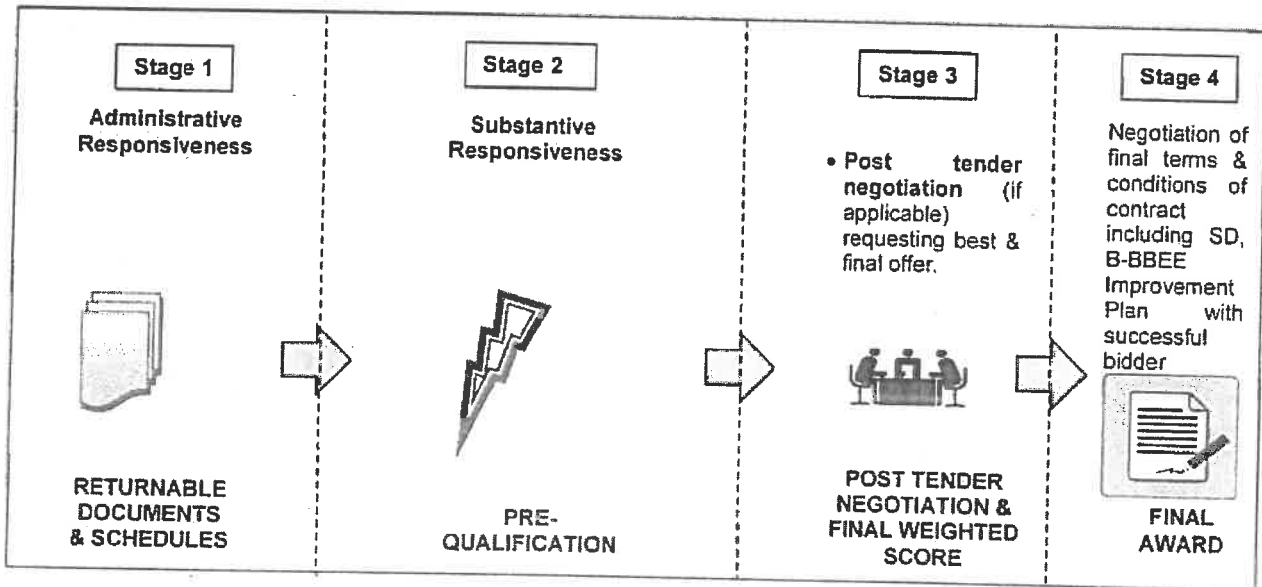 Stage 1
Administrative
Responsiveness
RETURNABLE
DOCUMENTS
& SCHEDULES
Stage 2
Substantive
Responsiveness
PRE-
QUALIFICATION
Stage 3
• Post tender
negotiation (if
applicable)
requesting best &
final offer.
POST TENDER
NEGOTIATION &
FINAL WEIGHTED
SCORE
Stage 4
Negotiation of
final terms &
conditions of
contract
including SD,
B-BBEE
Improvement
Plan with
successful
bidder
FINAL
AWARD